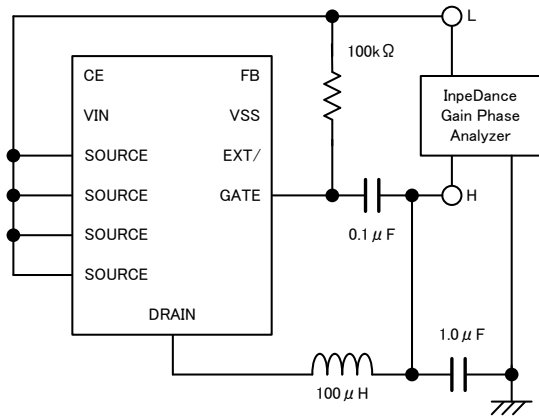 L
100kΩ
CE FB
InpeDance
Gain Phase
Analyzer
VIN VSS
SOURCE EXT/
SOURCE GATE
H
SOURCE
0.1μF
SOURCE
DRAIN
1.0μF
100μH